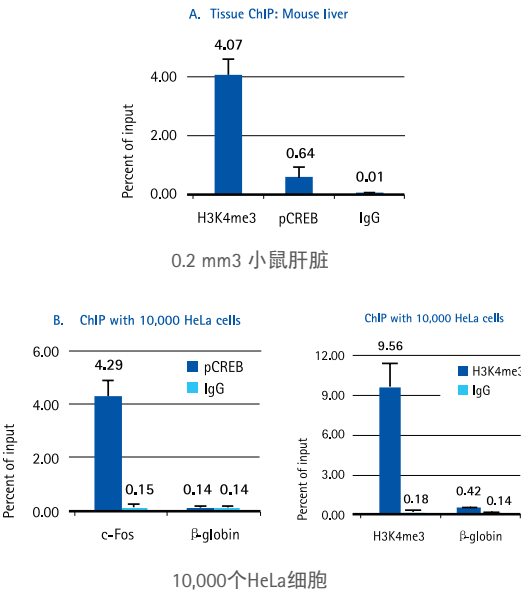 A. Tissue ChIP: Mouse liver
4.07
4.00
Percent of input
2.00
0.64
0.01
0.00
H3K4me3 pCREB IgG
0.2 mm3 小鼠肝脏
B. ChIP with 10,000 HeLa cells
6.00
4.29
pCREB
IgG
4.00
Percent of input
2.00
0.15
0.14 0.14
0.00
c-Fos β-globin
ChIP with 10,000 HeLa cells
9.56
12.00
H3K4me3
IgG
9.00
6.00
Percent of input
3.00
0.18
0.42
0.14
0.00
H3K4me3 β-globin
10,000个HeLa细胞